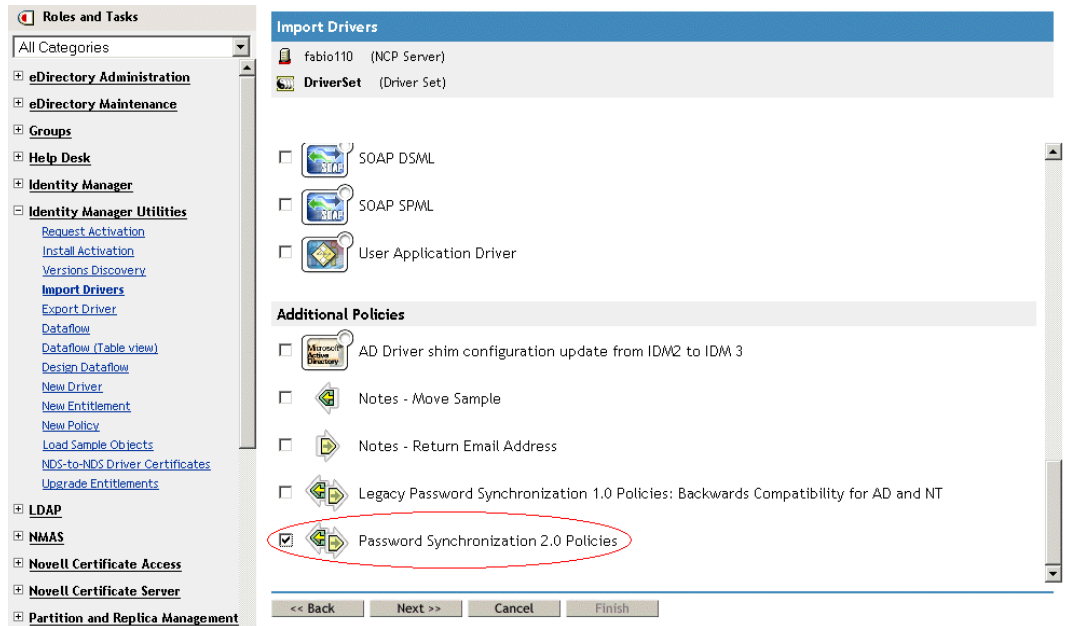 Roles and Tasks
All Categories
eDirectory Administration
eDirectory Maintenance
Groups
Help Desk
Identity Manager
Identity Manager Utilities
Request Activation
Install Activation
Versions Discovery
Import Drivers
Export Driver
Dataflow
Dataflow (Table view)
Design Dataflow
New Driver
New Entitlement
New Policy
Load Sample Objects
NDS-to-NDS Driver Certificates
Upgrade Entitlements
LDAP
NMAS
Novell Certificate Access
Novell Certificate Server
Partition and Replica Management
Import Drivers
fabio110 (NCP Server)
DriverSet (Driver Set)
SOAP
SOAP DSML
SOAP
SOAP SPML
User Application Driver
Additional Policies
Microsoft
Active
Directory
AD Driver shim configuration update from IDM2 to IDM 3
Notes - Move Sample
Notes - Return Email Address
Legacy Password Synchronization 1.0 Policies: Backwards Compatibility for AD and NT
Password Synchronization 2.0 Policies
<< Back Next >> Cancel Finish